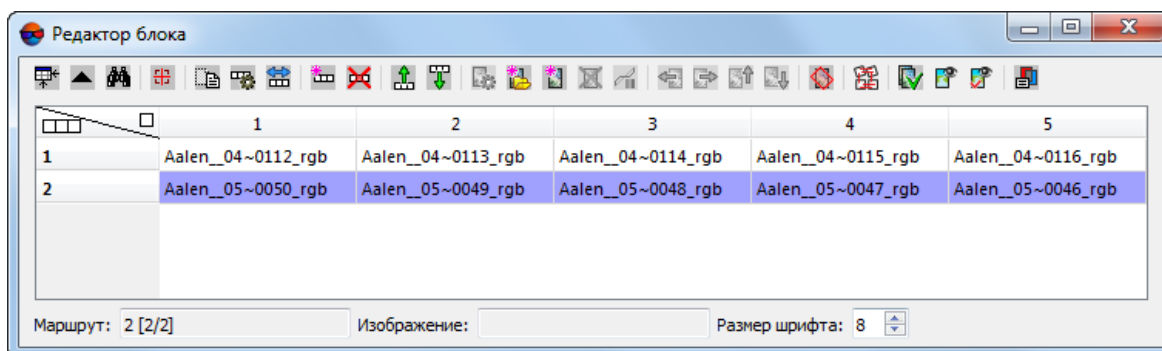 Редактор блока
1 2 3 4 5
1 Aalen__04~0112_rgb Aalen__04~0113_rgb Aalen__04~0114_rgb Aalen__04~0115_rgb Aalen__04~0116_rgb
2 Aalen__05~0050_rgb Aalen__05~0049_rgb Aalen__05~0048_rgb Aalen__05~0047_rgb Aalen__05~0046_rgb
Маршрут: 2 [2/2] Изображение: Размер шрифта: 8